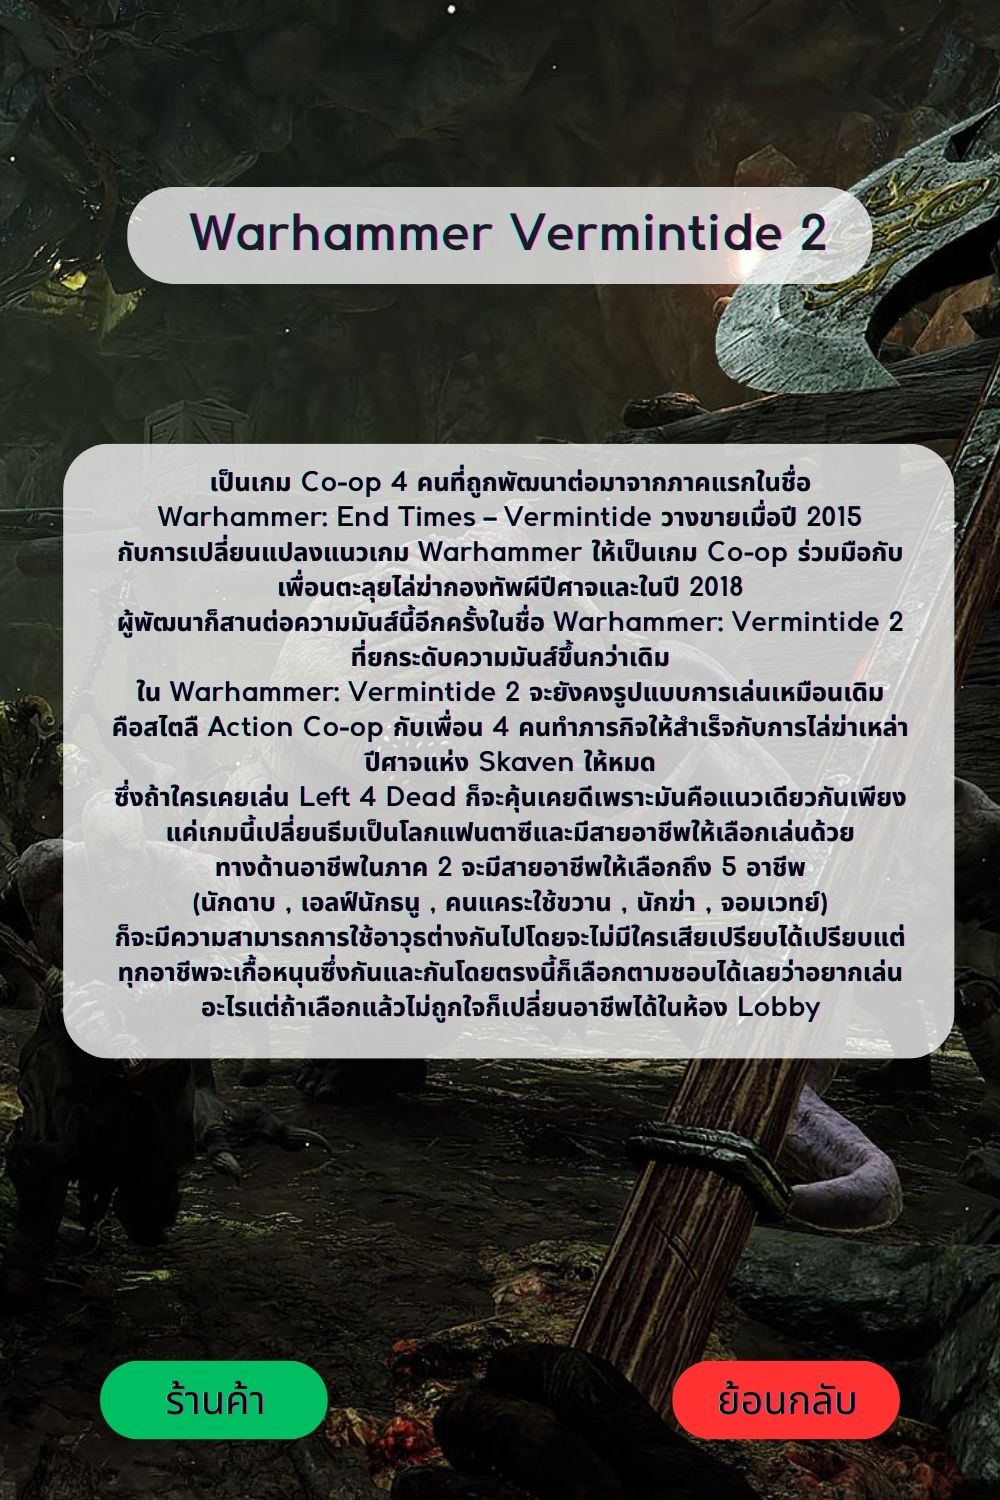 Warhammer Vermintide 2
เป็นเกม Co-op 4 คนที่ถูกพัฒนาต่อมาจากภาคแรกในชื่อ
Warhammer: End Times – Vermintide วางขายเมื่อปี 2015
กับการเปลี่ยนแปลงแนวเกม Warhammer ให้เป็นเกม Co-op ร่วมมือกับ
เพื่อนตะลุยไล่ฆ่ากองทัพผีปีศาจและในปี 2018
ผู้พัฒนาก็สานต่อความมันส์นี้อีกครั้งในชื่อ Warhammer: Vermintide 2
ที่ยกระดับความมันส์ขึ้นกว่าเดิม
ใน Warhammer: Vermintide 2 จะยังคงรูปแบบการเล่นเหมือนเดิม
คือสไตลื Action Co-op กับเพื่อน 4 คนทำภารกิจให้สำเร็จกับการไล่ฆ่าเหล่า
ปีศาจแห่ง Skaven ให้หมด
ซึ่งถ้าใครเคยเล่น Left 4 Dead ก็จะคุ้นเคยดีเพราะมันคือแนวเดียวกันเพียง
แค่เกมนี้เปลี่ยนธีมเป็นโลกแฟนตาซีและมีสายอาชีพให้เลือกเล่นด้วย
ทางด้านอาชีพในภาค 2 จะมีสายอาชีพให้เลือกถึง 5 อาชีพ
(นักดาบ , เอลฟ์นักธนู , คนแคระใช้ขวาน , นักฆ่า , จอมเวทย์)
ก็จะมีความสามารถการใช้อาวุธต่างกันไปโดยจะไม่มีใครเสียเปรียบได้เปรียบแต่
ทุกอาชีพจะเกื้อหนุนซึ่งกันและกันโดยตรงนี้ก็เลือกตามชอบได้เลยว่าอยากเล่น
อะไรแต่ถ้าเลือกแล้วไม่ถูกใจก็เปลี่ยนอาชีพได้ในห้อง Lobby
ร้านค้า
ย้อนกลับ